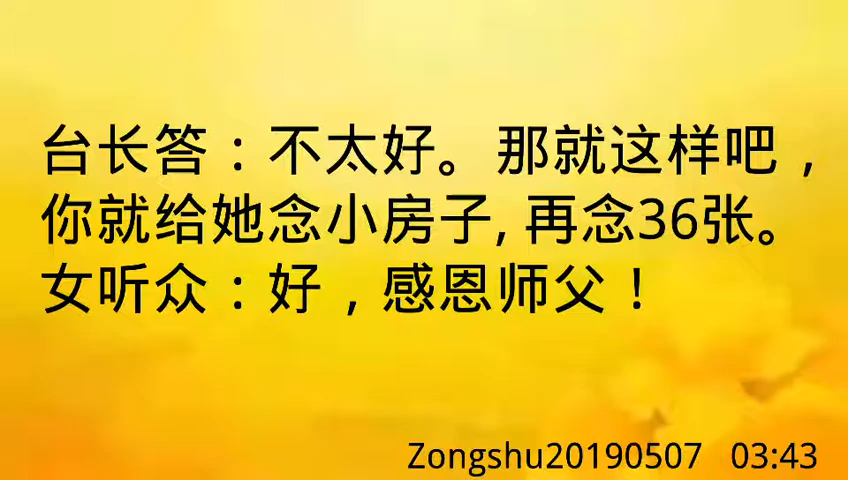 台长答：不太好。那就这样吧，
你就给她念小房子, 再念36张。
女听众：好，感恩师父！
Zongshu20190507 03:43